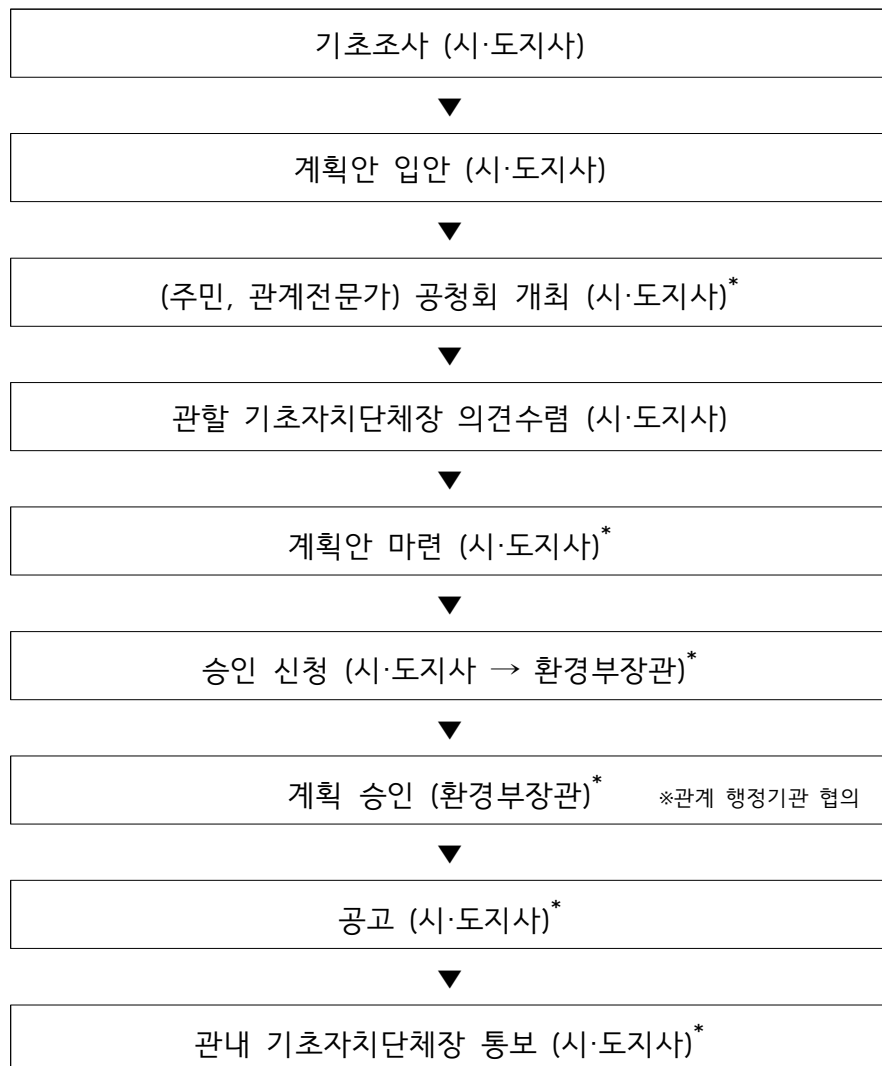 기초조사 (시·도지사)
▼
계획안 입안 (시·도지사)
▼
(주민, 관계전문가) 공청회 개최 (시·도지사)*
▼
관할 기초자치단체장 의견수렴 (시·도지사)
▼
계획안 마련 (시·도지사)*
▼
승인 신청 (시·도지사 → 환경부장관)*
▼
계획 승인 (환경부장관)* ※관계 행정기관 협의
▼
공고 (시·도지사)*
▼
관내 기초자치단체장 통보 (시·도지사)*